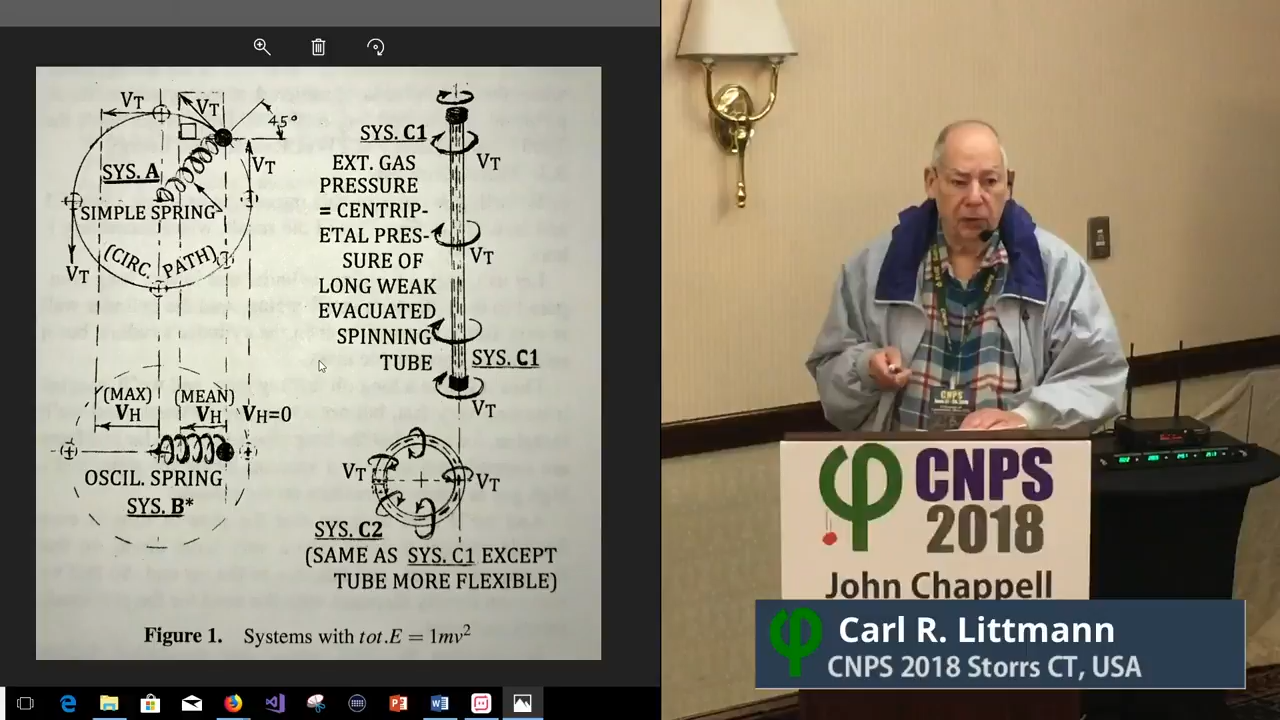 VT
VT
45°
SYS. A
VT
SIMPLE SPRING
(CIRC. PATH)
VT
(MAX)
VH
(MEAN)
VH
VH=0
OSCIL. SPRING
SYS. B*
SYS. C1
VT
EXT. GAS
PRESSURE
= CENTRIP-
ETAL PRES-
SURE OF
LONG WEAK
EVACUATED
SPINNING
TUBE
VT
SYS. C1
VT
VT
VT
SYS. C2
(SAME AS SYS. C1 EXCEPT
TUBE MORE FLEXIBLE)
Figure 1. Systems with tot.E = 1mv²
CNPS
CNPS
2018
John Chappell
Carl R. Littmann
CNPS 2018 Storrs CT, USA